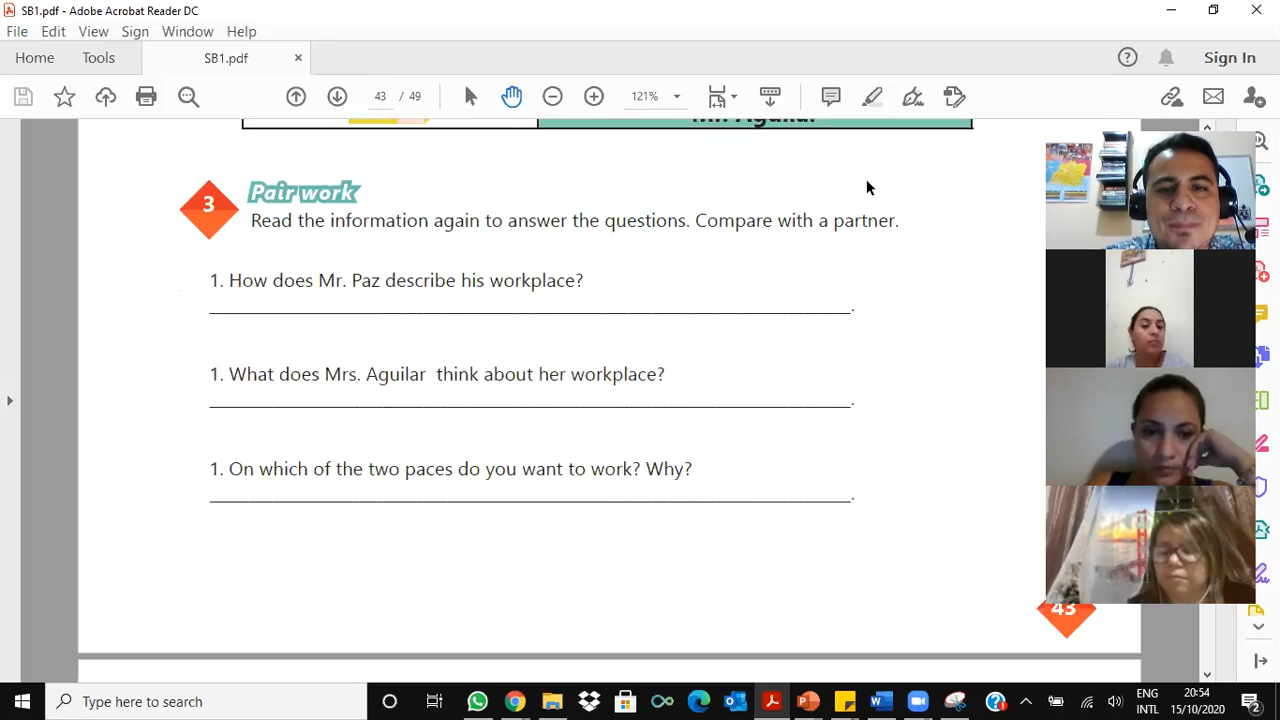 SB1.pdf - Adobe Acrobat Reader DC
File Edit View Sign Window Help
Home Tools SB1.pdf × Sign In
43 / 49 121%
Mr. Aguilar
3 Pair work
Read the information again to answer the questions. Compare with a partner.
1. How does Mr. Paz describe his workplace?
1. What does Mrs. Aguilar think about her workplace?
1. On which of the two paces do you want to work? Why?
43
Type here to search
ENG 20:54
INTL 15/10/2020
2